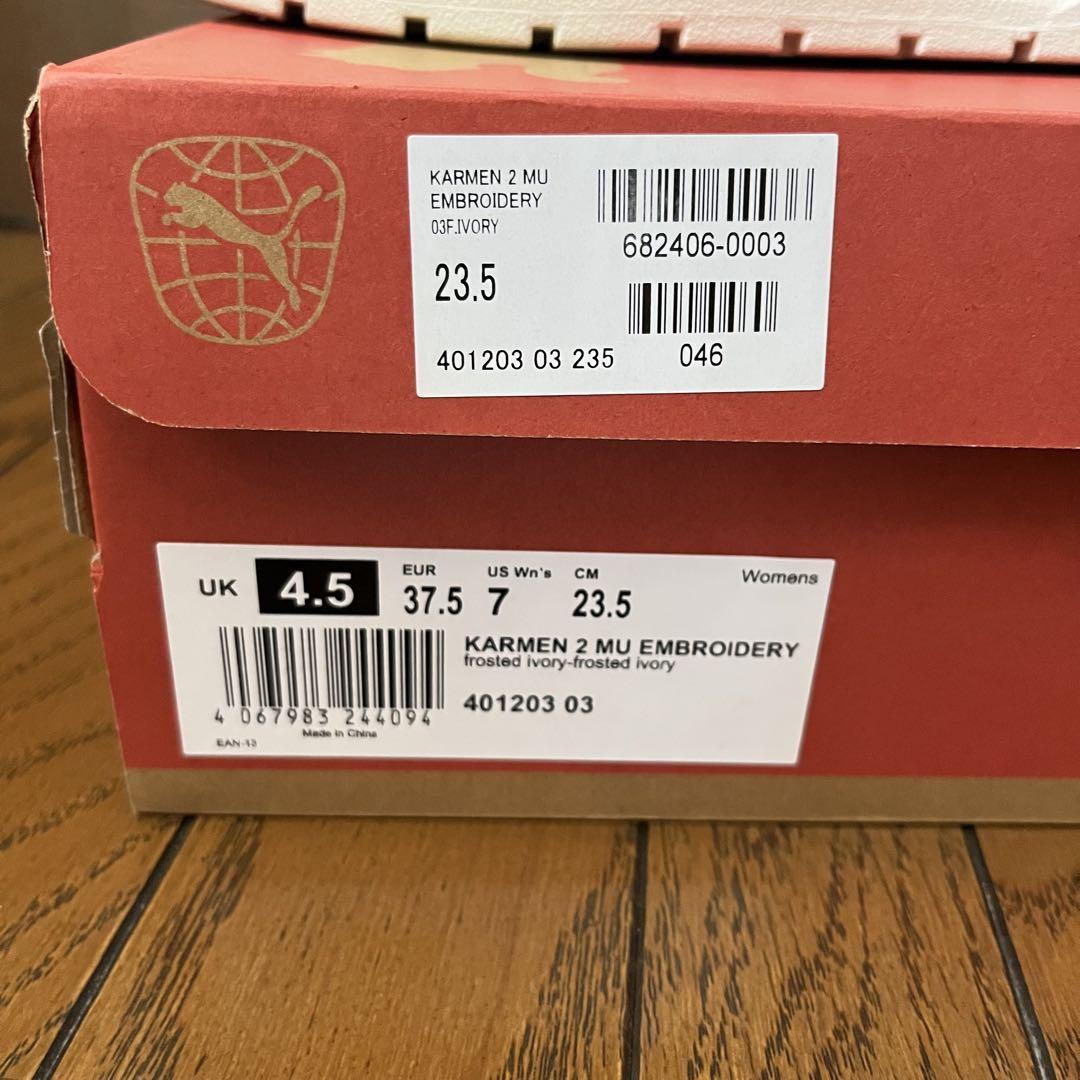 KARMEN 2 MU
EMBROIDERY
03F.IVORY
682406-0003
23.5
401203 03 235
046
UK 4.5
EUR
37.5
US Wn's
7
CM
23.5
Womens
KARMEN 2 MU EMBROIDERY
frosted ivory-frosted ivory
401203 03
4 067983 244094
Made in China
EAN-13